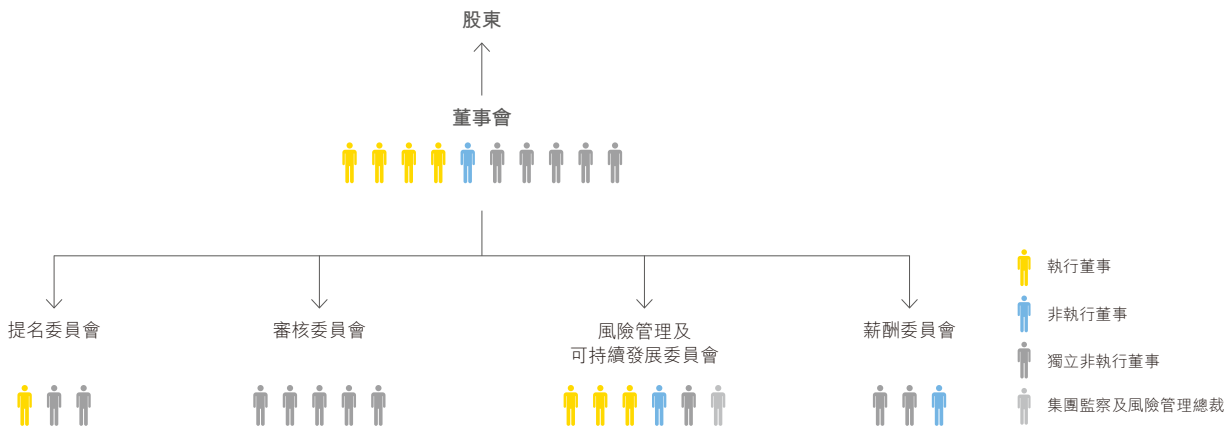 股東
董事會
提名委員會
審核委員會
風險管理及
可持續發展委員會
薪酬委員會
執行董事
非執行董事
獨立非執行董事
集團監察及風險管理總裁